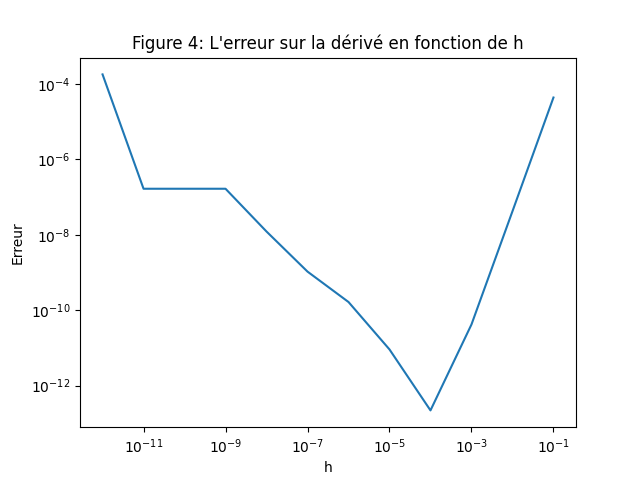 Figure 4: L'erreur sur la dérivé en fonction de h
10⁻⁴
10⁻⁶
10⁻⁸
10⁻¹⁰
10⁻¹²
Erreur
10⁻¹¹ 10⁻⁹ 10⁻⁷ 10⁻⁵ 10⁻³ 10⁻¹
h